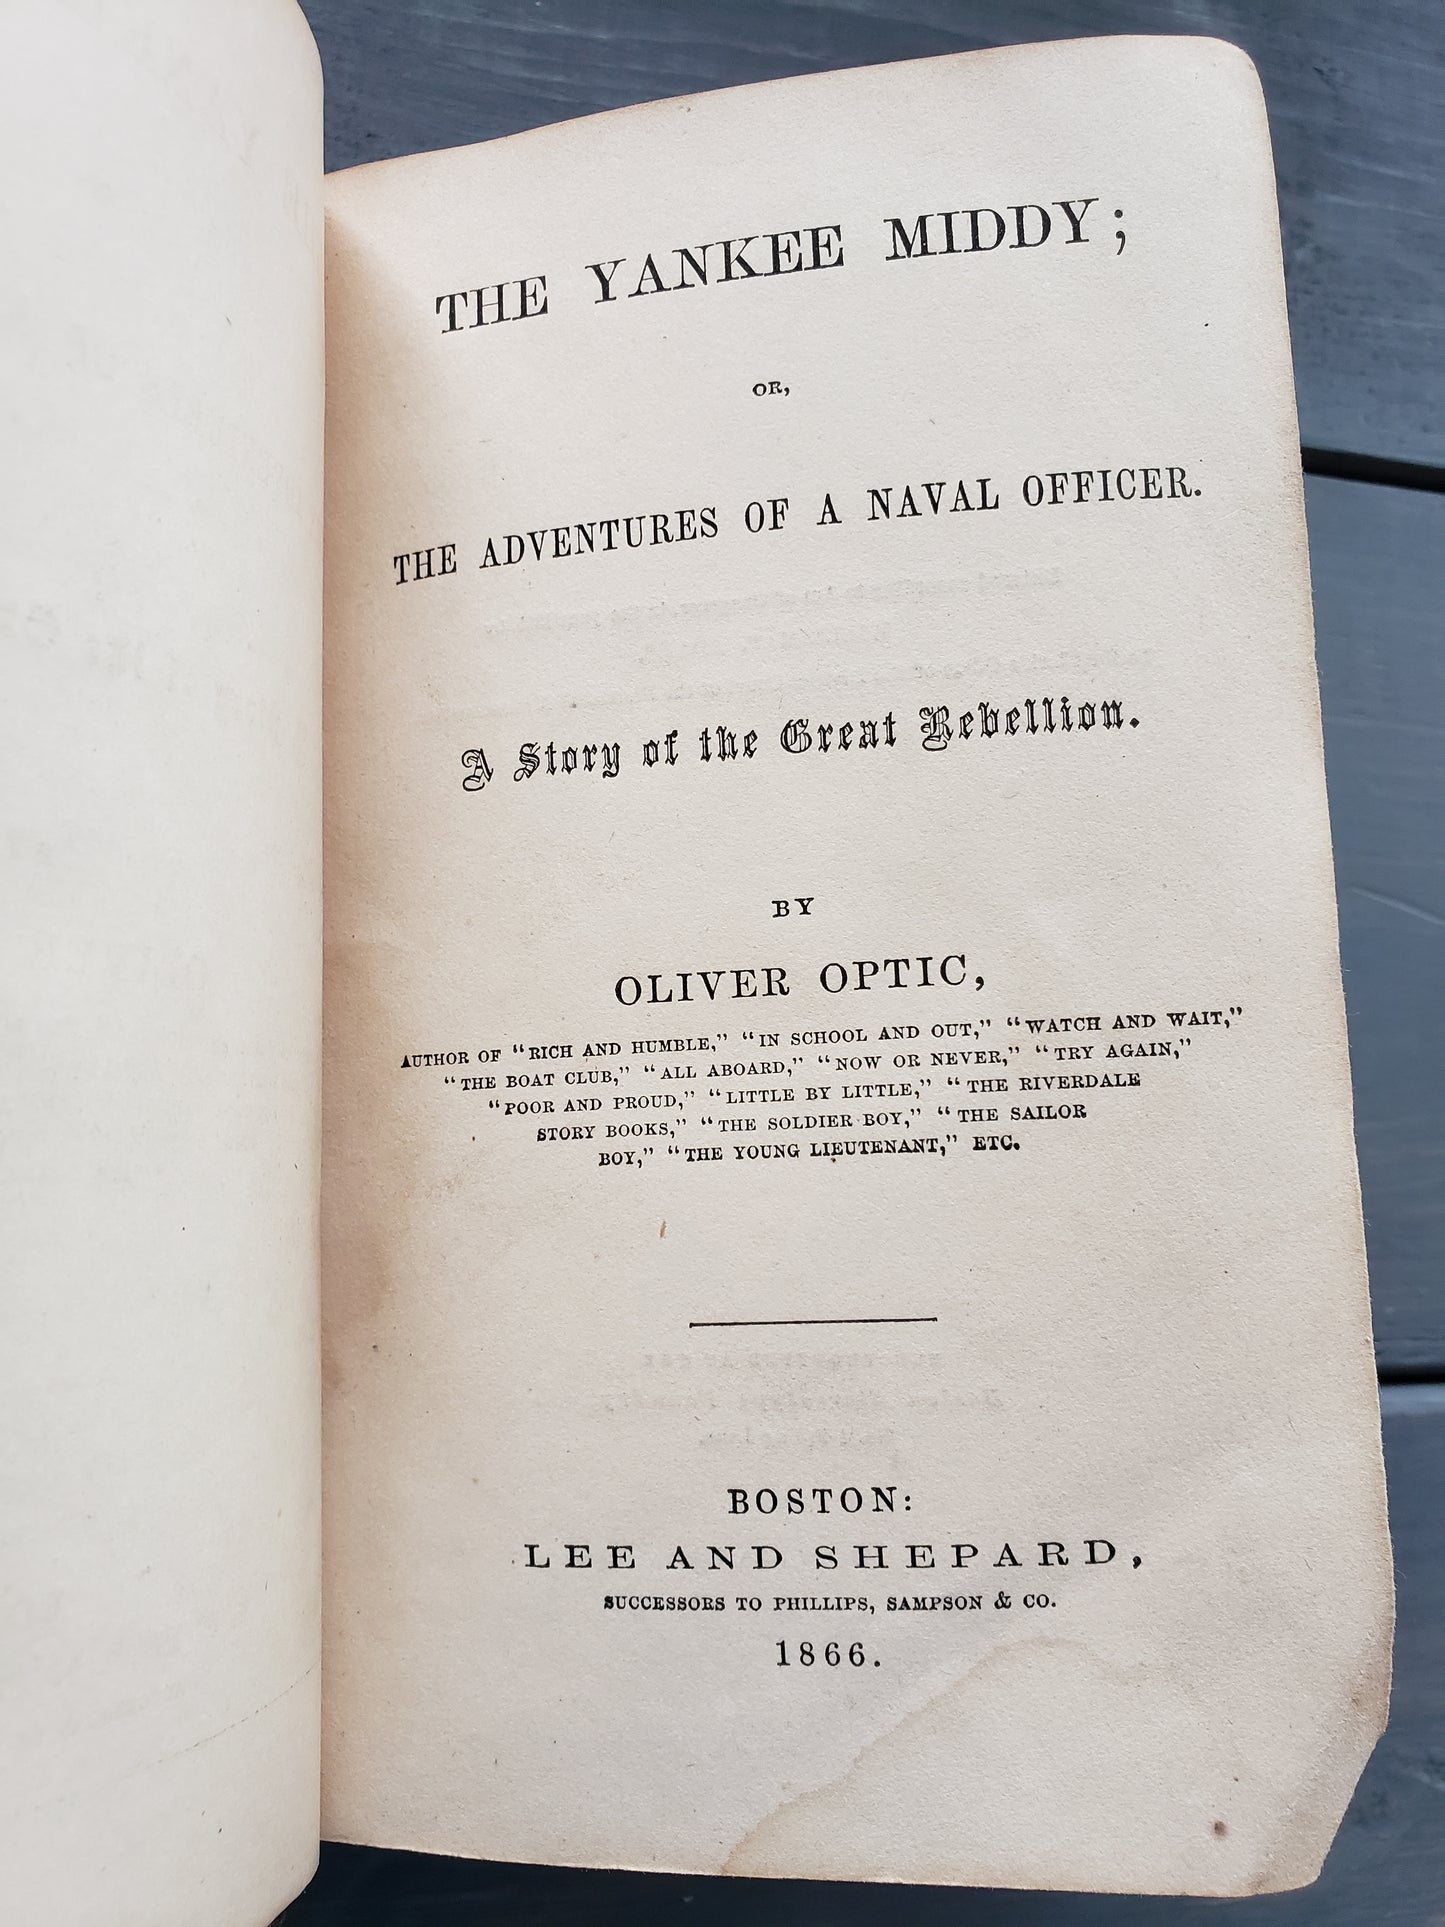 THE YANKEE MIDDY;
OR,
THE ADVENTURES OF A NAVAL OFFICER.
A Story of the Great Rebellion.
BY
OLIVER OPTIC,
AUTHOR OF "RICH AND HUMBLE," "IN SCHOOL AND OUT," "WATCH AND WAIT,"
"THE BOAT CLUB," "ALL ABOARD," "NOW OR NEVER," "TRY AGAIN,"
"POOR AND PROUD," "LITTLE BY LITTLE," "THE RIVERDALE
STORY BOOKS," "THE SOLDIER BOY," "THE SAILOR
BOY," "THE YOUNG LIEUTENANT," ETC.
BOSTON:
LEE AND SHEPARD,
SUCCESSORS TO PHILLIPS, SAMPSON & CO.
1866.